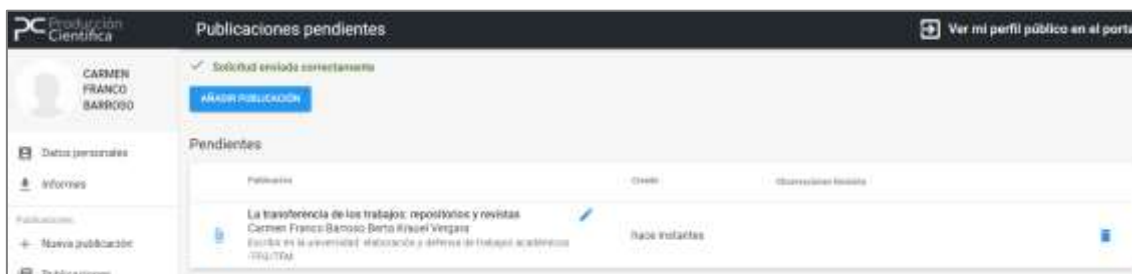 Producción
Científica
Publicaciones pendientes
Ver mi perfil público en el porta
CARMEN
FRANCO
BARROSO
Solicitud enviada correctamente
AÑADIR PUBLICACIÓN
Datos personales
Informes
Pendientes
Publicación
Creado
Observaciones Revisión
La transferencia de los trabajos: repositorios y revistas
Carmen Franco Barroso Berta Krauel Vergara
Escribir en la universidad: elaboración y defensa de trabajos académicos
-TFG/TFM.
hace instantes
Publicaciones
Nueva publicación
Publicaciones